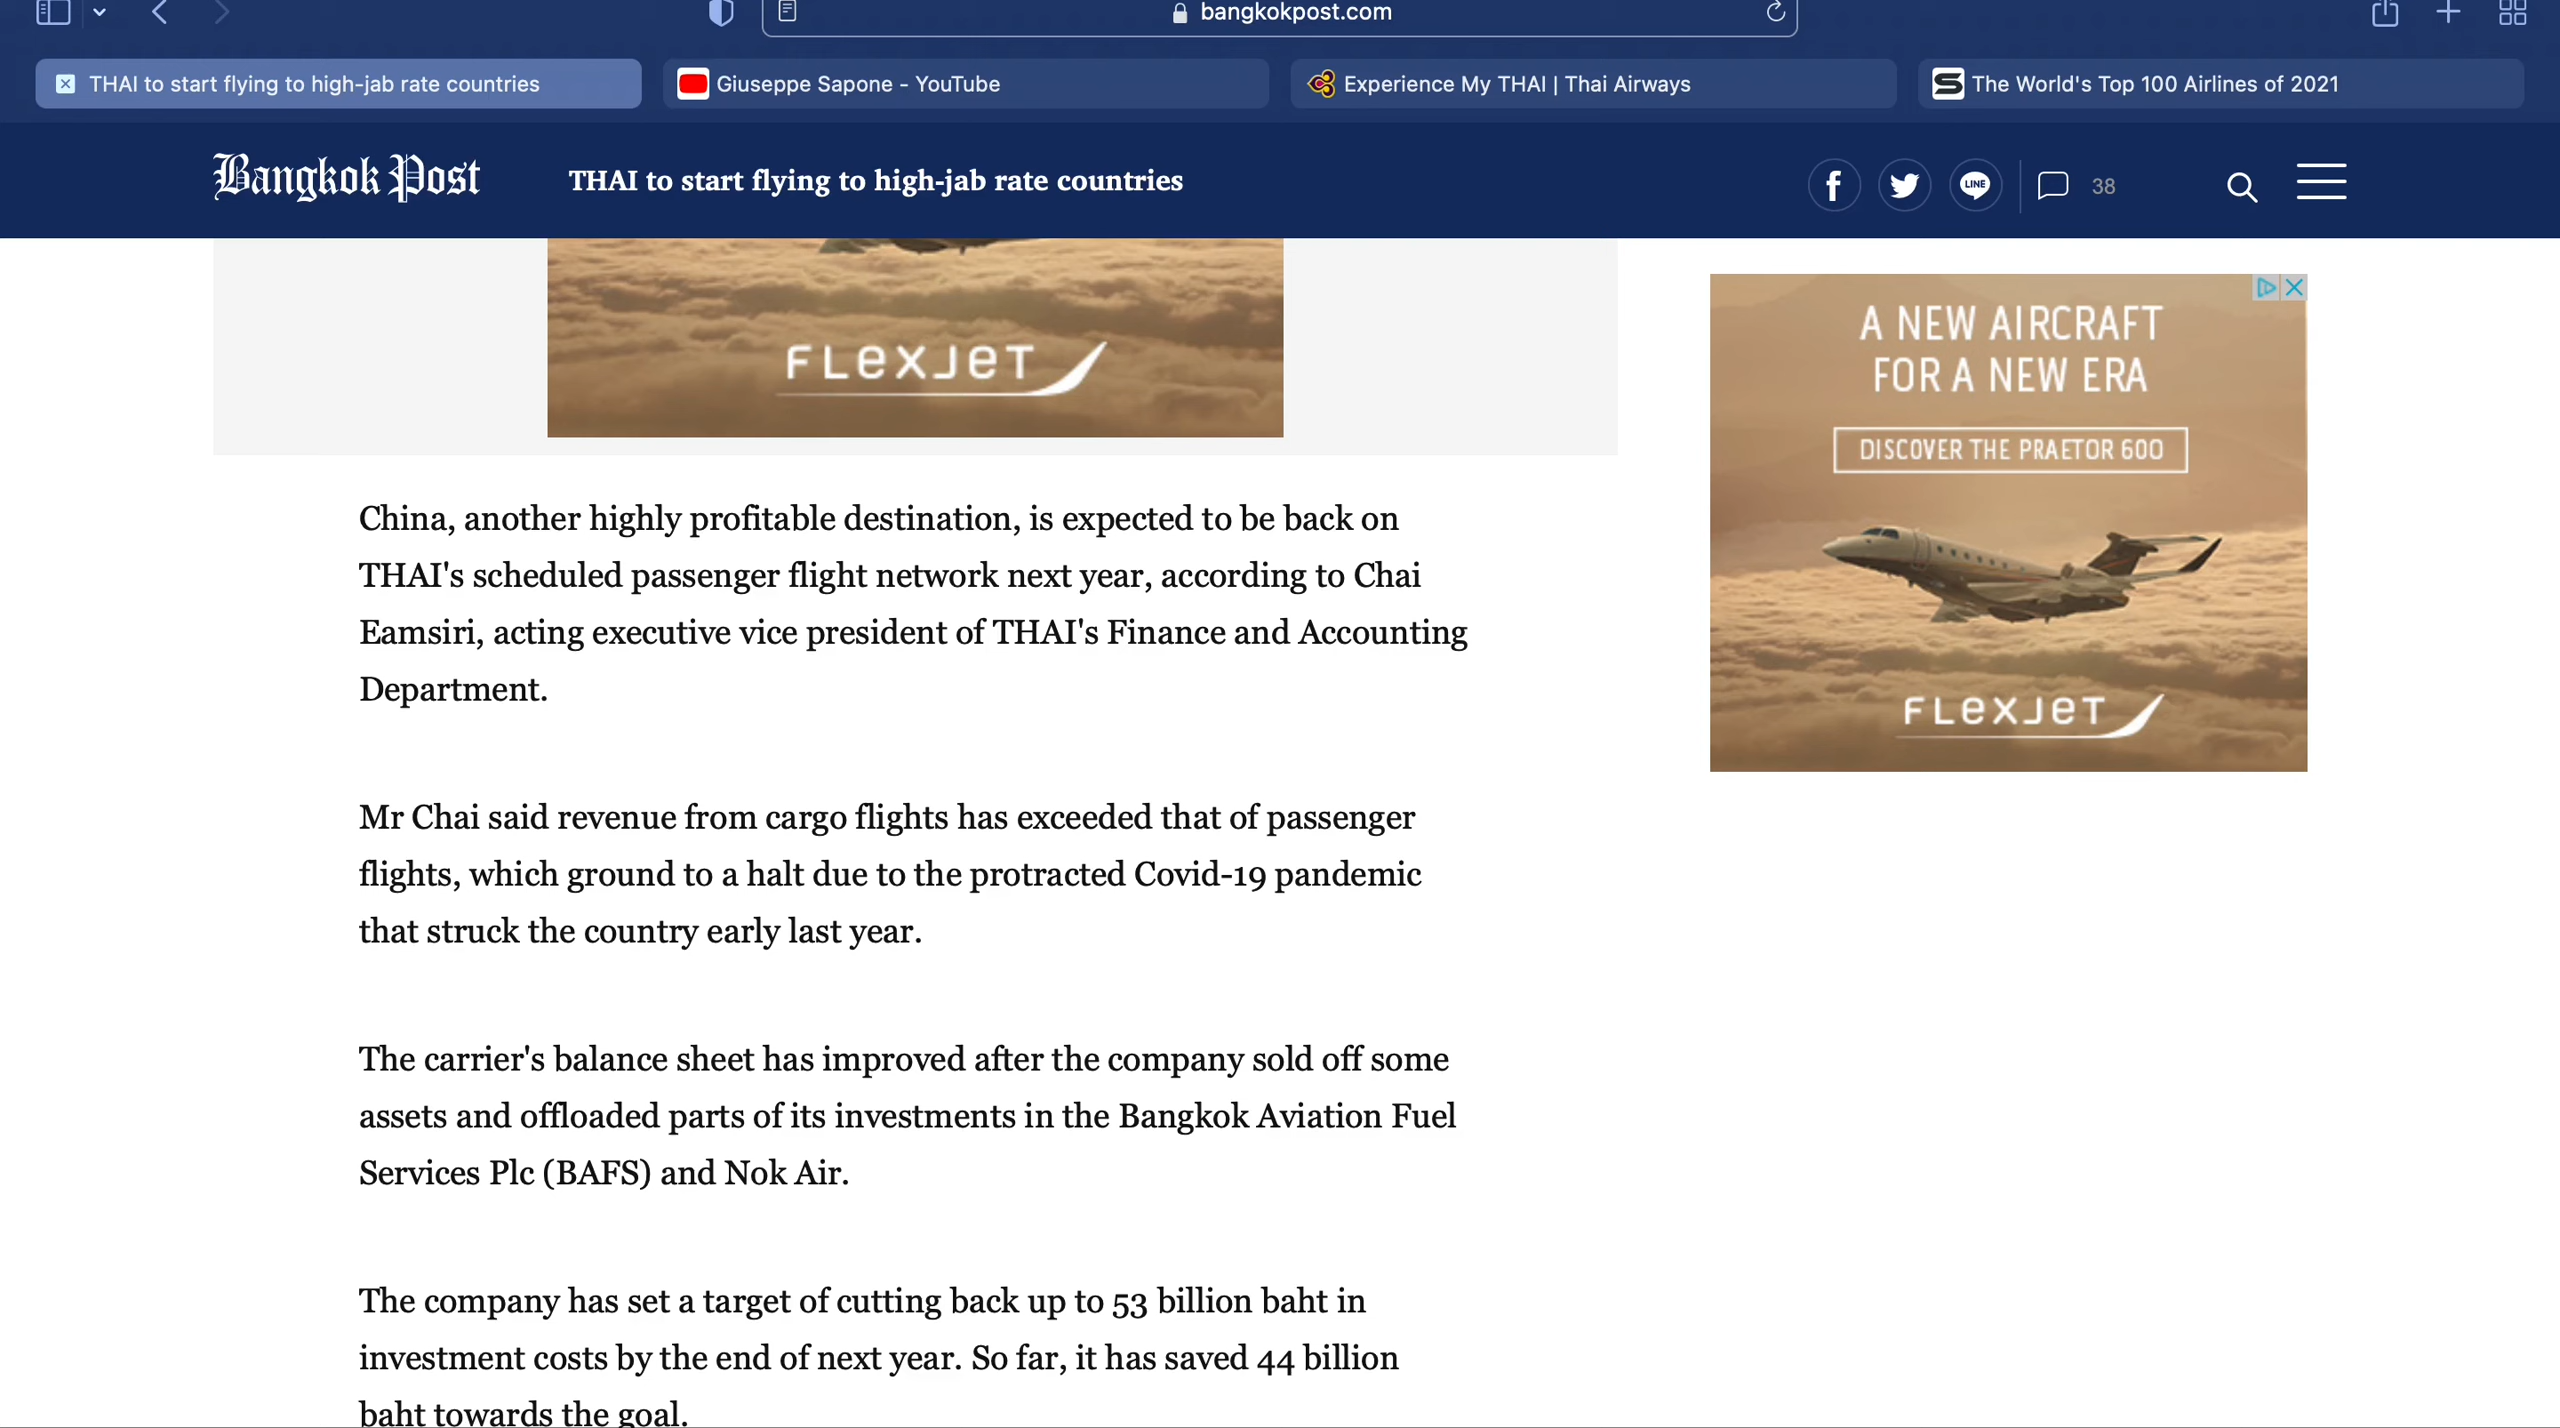 bangkokpost.com
THAI to start flying to high-jab rate countries
Giuseppe Sapone - YouTube
Experience My THAI | Thai Airways
The World's Top 100 Airlines of 2021
Bangkok Post
THAI to start flying to high-jab rate countries
LINE
38
FLEXJET
A NEW AIRCRAFT
FOR A NEW ERA
DISCOVER THE PRAETOR 600
FLEXJET
China, another highly profitable destination, is expected to be back on
THAI's scheduled passenger flight network next year, according to Chai
Eamsiri, acting executive vice president of THAI's Finance and Accounting
Department.
Mr Chai said revenue from cargo flights has exceeded that of passenger
flights, which ground to a halt due to the protracted Covid-19 pandemic
that struck the country early last year.
The carrier's balance sheet has improved after the company sold off some
assets and offloaded parts of its investments in the Bangkok Aviation Fuel
Services Plc (BAFS) and Nok Air.
The company has set a target of cutting back up to 53 billion baht in
investment costs by the end of next year. So far, it has saved 44 billion
baht towards the goal.